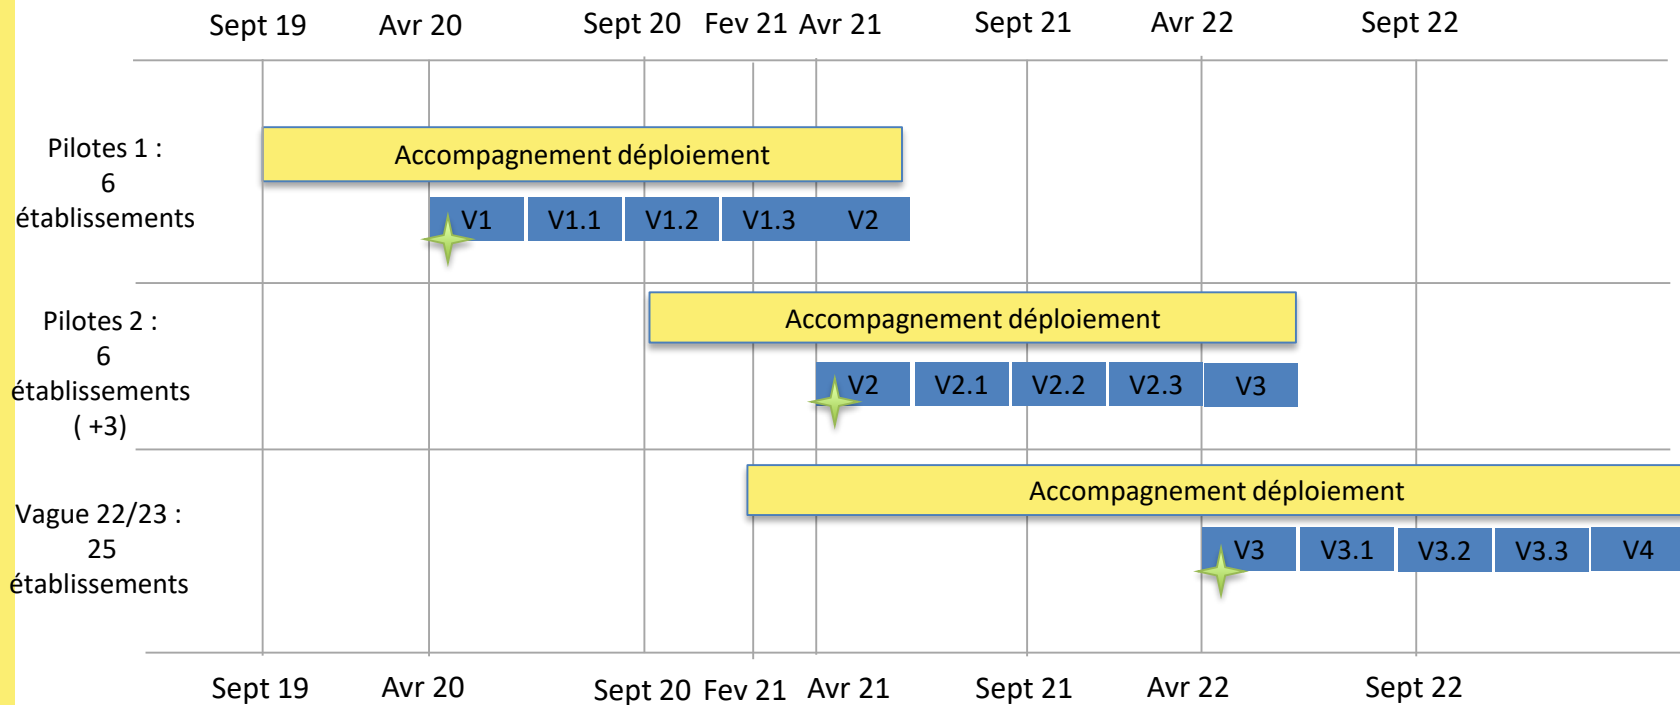 Sept 19 Avr 20 Sept 20 Fev 21 Avr 21 Sept 21 Avr 22 Sept 22
Pilotes 1 :
6
établissements
Accompagnement déploiement
V1 V1.1 V1.2 V1.3 V2
Pilotes 2 :
6
établissements
( +3)
Accompagnement déploiement
V2 V2.1 V2.2 V2.3 V3
Vague 22/23 :
25
établissements
Accompagnement déploiement
V3 V3.1 V3.2 V3.3 V4
Sept 19 Avr 20 Sept 20 Fev 21 Avr 21 Sept 21 Avr 22 Sept 22